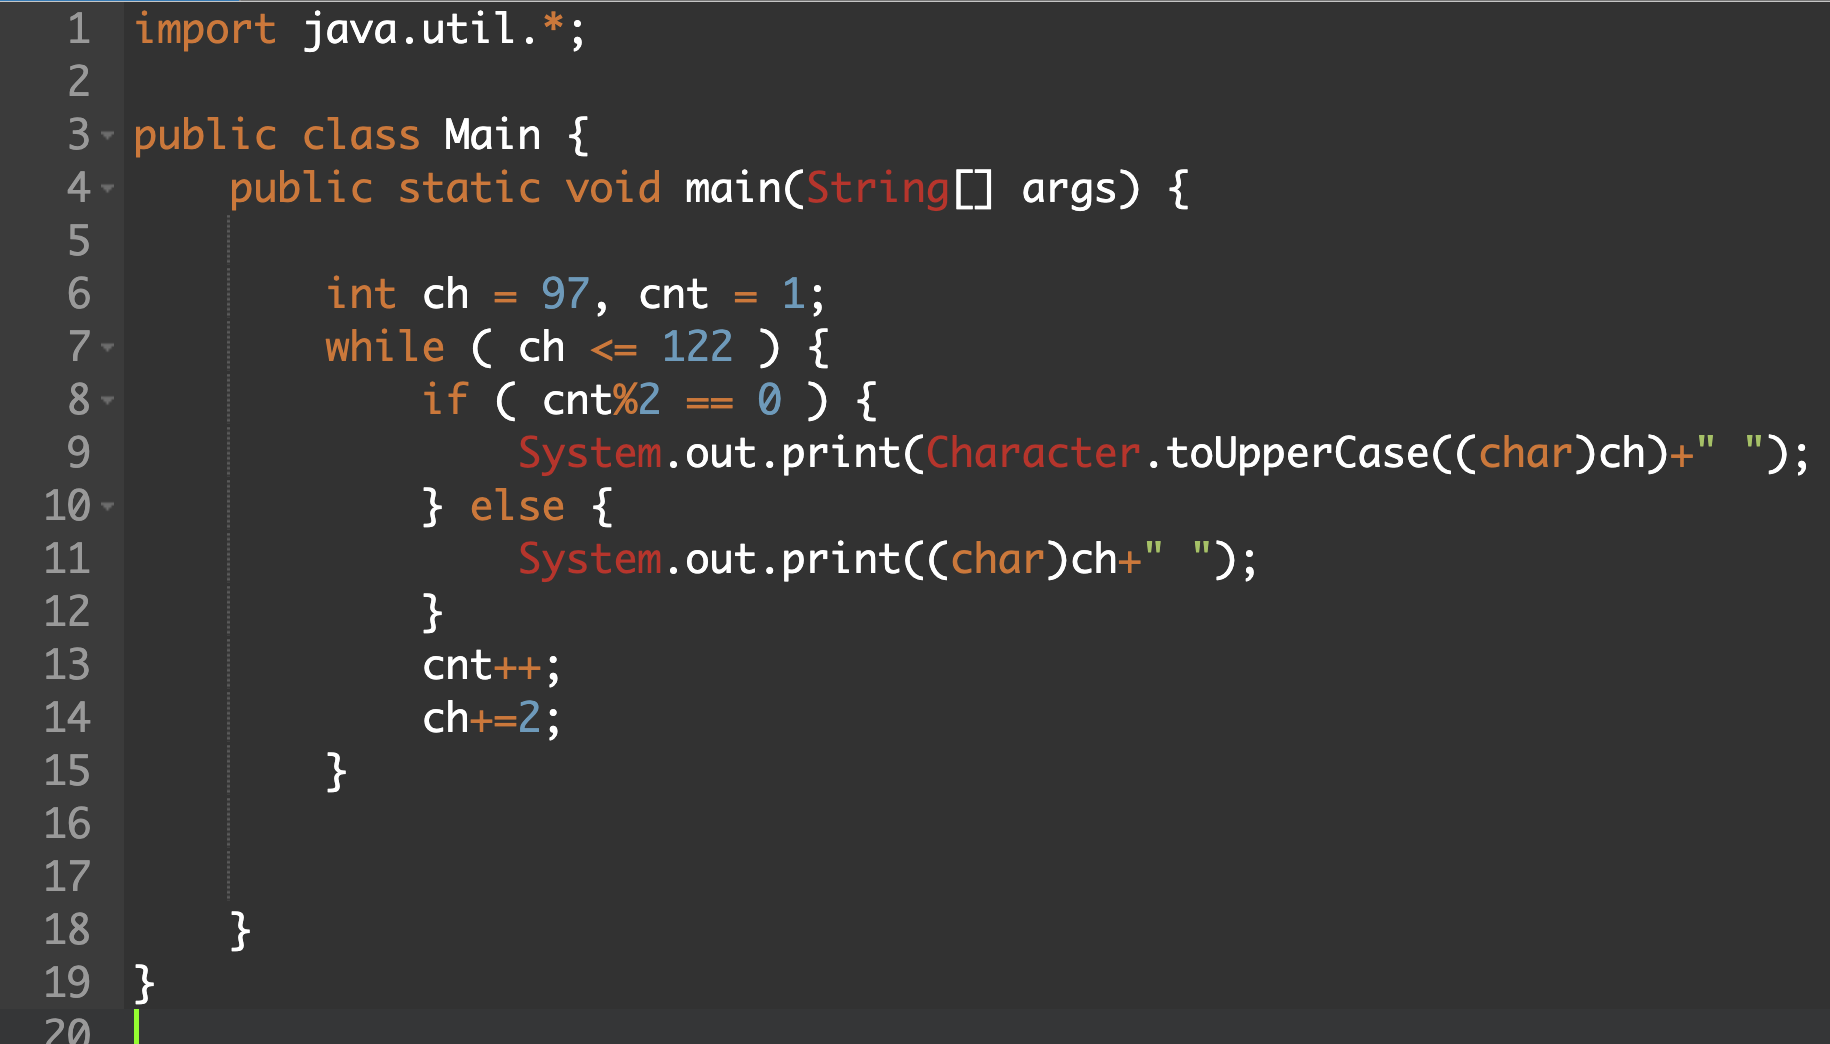 1 import java.util.*;
2
3 public class Main {
4     public static void main(String[] args) {
5
6         int ch = 97, cnt = 1;
7         while ( ch <= 122 ) {
8             if ( cnt%2 == 0 ) {
9                 System.out.print(Character.toUpperCase((char)ch)+" ");
10             } else {
11                 System.out.print((char)ch+" ");
12             }
13             cnt++;
14             ch+=2;
15         }
16
17
18     }
19 }
20